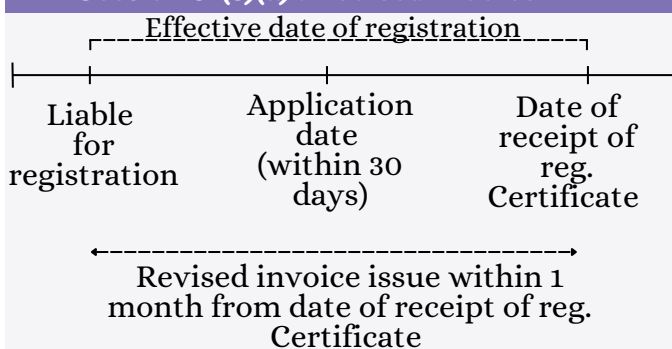 Effective date of registration
Liable
for
registration
Application
date
(within 30
days)
Date of
receipt of
reg.
Certificate
Revised invoice issue within 1
month from date of receipt of reg.
Certificate